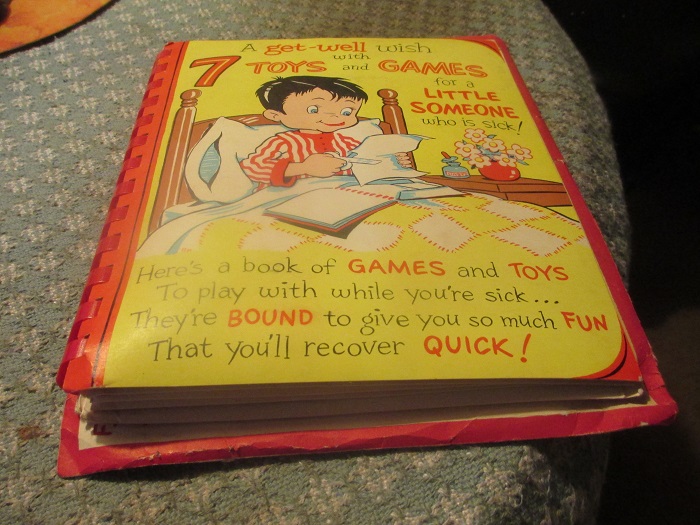 A get-well wish
with
7 TOYS and GAMES
for a
LITTLE
SOMEONE
who is sick!
Here's a book of GAMES and TOYS
To play with while you're sick...
They're BOUND to give you so much FUN
That you'll recover QUICK!